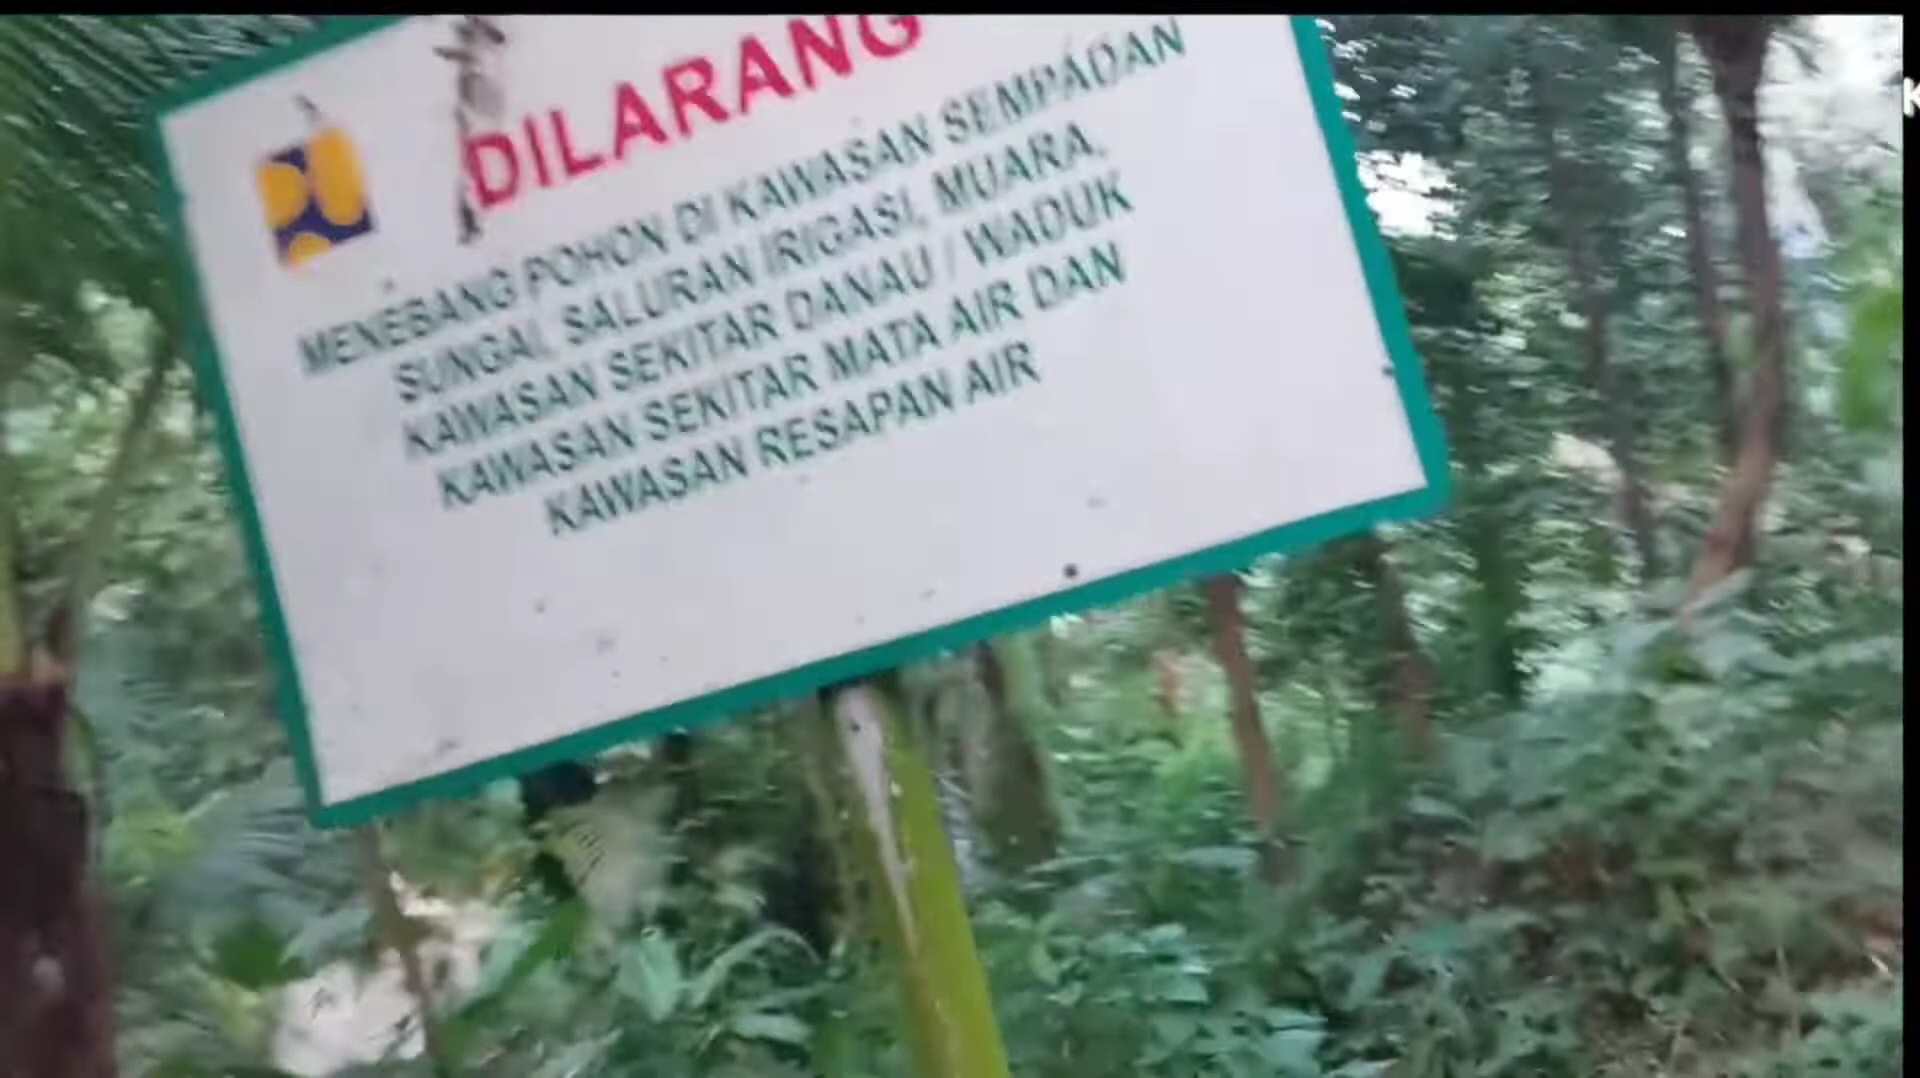 DILARANG
MENEBANG POHON DI KAWASAN SEMPADAN
SUNGAI, SALURAN IRIGASI, MUARA,
KAWASAN SEKITAR DANAU / WADUK
KAWASAN SEKITAR MATA AIR DAN
KAWASAN RESAPAN AIR
K